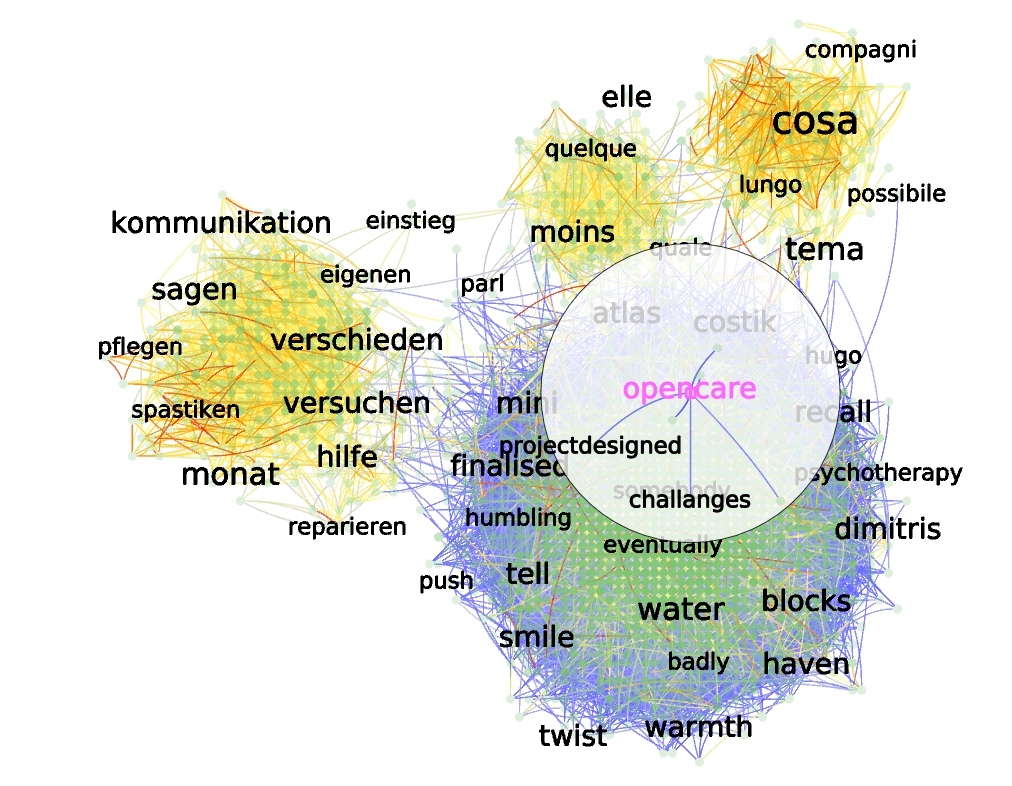 compagni
elle
cosa
quelque
lungo
possibile
kommunikation
einstieg
moins
quale
tema
eigenen
parl
sagen
atlas
costik
verschieden
pflegen
hugo
opencare
mini
versuchen
spastiken
recall
projectdesigned
hilfe
finalised
monat
psychotherapy
somebody
challanges
humbling
reparieren
dimitris
eventually
tell
push
blocks
water
smile
badly
haven
warmth
twist